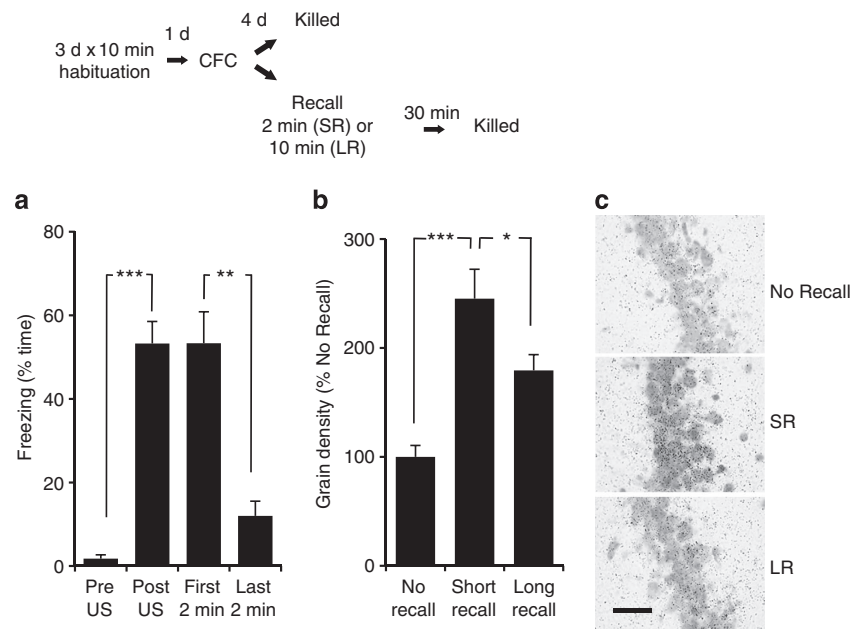 3 d x 10 min
habituation
1 d
CFC
4 d
Killed
Recall
2 min (SR) or
10 min (LR)
30 min
Killed
a
80
60
40
20
0
Freezing (% time)
***
**
Pre
US
Post
US
First
2 min
Last
2 min
b
300
200
100
0
Grain density (% No Recall)
***
*
No
recall
Short
recall
Long
recall
c
No Recall
SR
LR